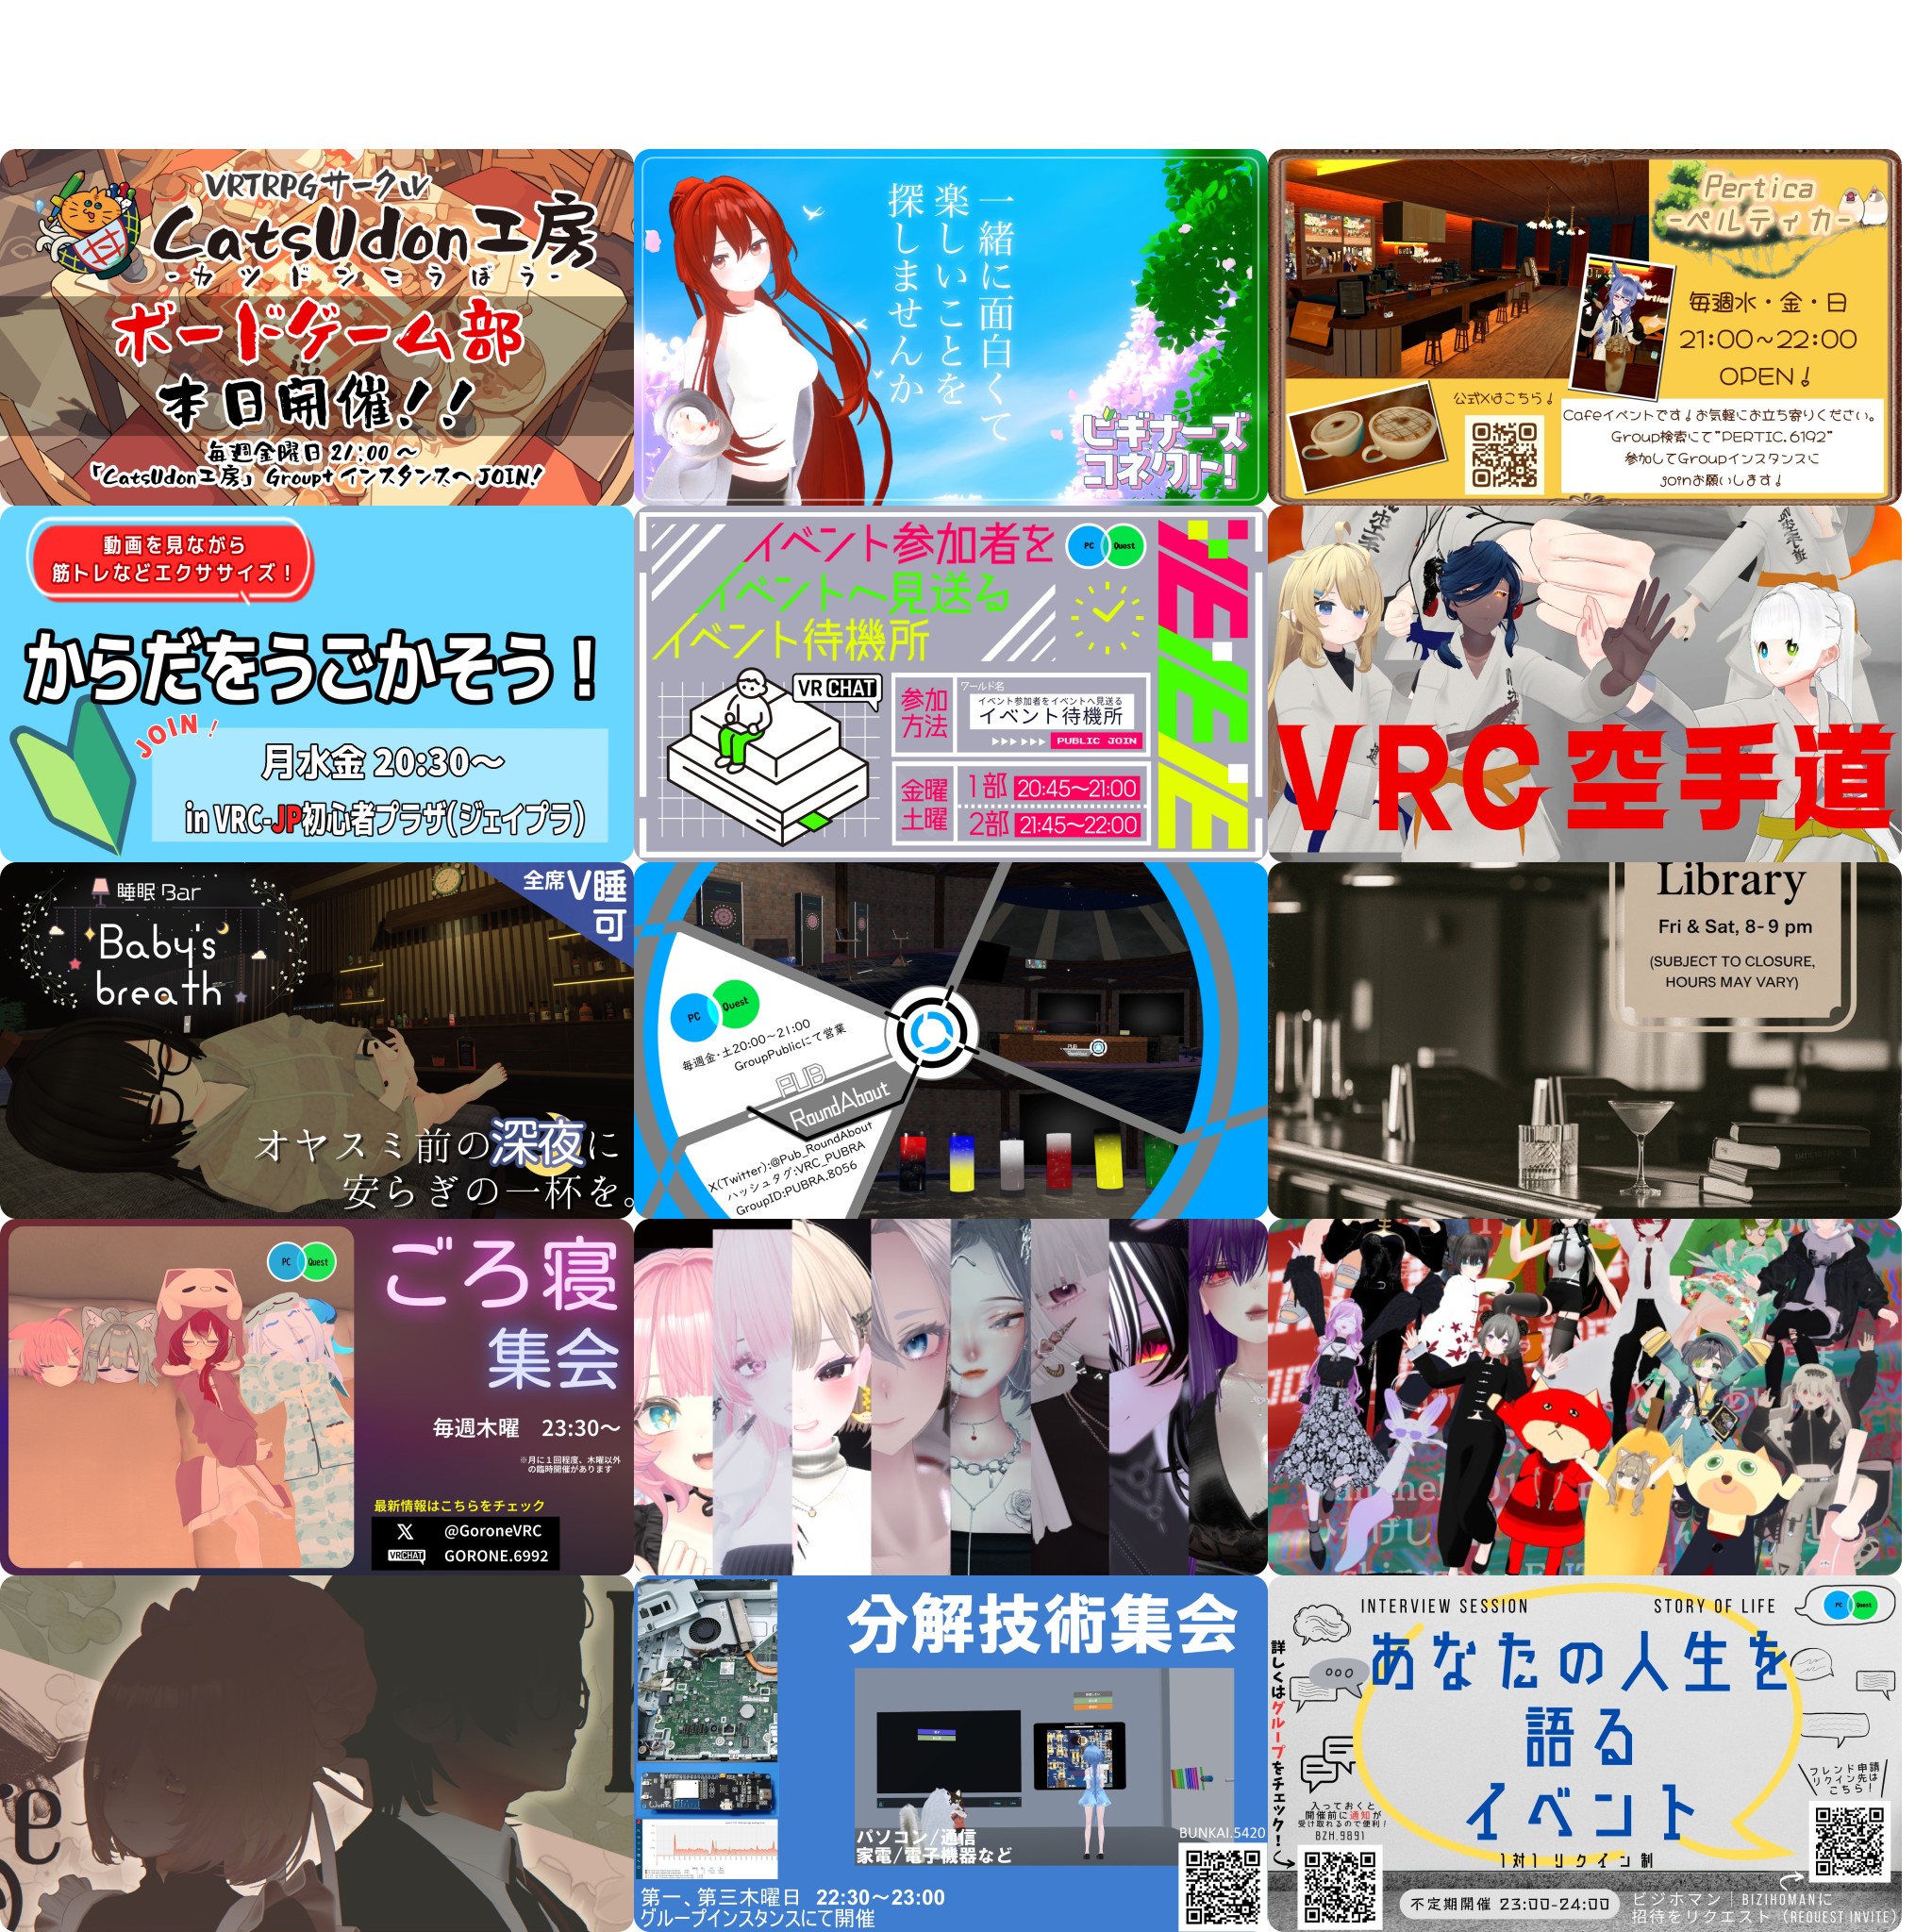 VRTRPGサークル
CatsUdon工房
-カツドンこうぼう-
ボードゲーム部
本日開催!!
毎週金曜日 21:00 〜
「CatsUdon工房」 Group+ インスタンスへ JOIN!
一緒に面白くて
楽しいことを
探しませんか
ビギナーズ
コネクト!
Pertica
-ペルティカ-
毎週水・金・日
21:00~22:00
OPEN!
公式Xはこちら!
Cafeイベントです!お気軽にお立ち寄りください。
Group検索にて"PERTIC.6192"
参加してGroupインスタンスに
joinお願いします!
動画を見ながら
筋トレなどエクササイズ!
からだをうごかそう!
JOIN!
月水金 20:30〜
in VRC-JP初心者プラザ(ジェイプラ)
イベント参加者を
イベントへ見送る
イベント待機所
PC Quest
VRCHAT
参加
方法
ワールド名
イベント参加者をイベントへ見送る
イベント待機所
PUBLIC JOIN
金曜
土曜
1部 20:45〜21:00
2部 21:45〜22:00
VRC空手道
睡眠 Bar
Baby's
breath
全席V睡
可
オヤスミ前の深夜に
安らぎの一杯を。
PC Quest
毎週金・土20:00〜21:00
GroupPublicにて営業
PUB
RoundAbout
X(Twitter):@Pub_RoundAbout
ハッシュタグ:VRC_PUBRA
GroupID:PUBRA.8056
Library
Fri & Sat, 8-9 pm
(SUBJECT TO CLOSURE,
HOURS MAY VARY)
PC Quest
ごろ寝
集会
毎週木曜 23:30〜
※月に1回程度、木曜以外
の臨時開催があります
最新情報はこちらをチェック
X @GoroneVRC
VRCHAT GORONE.6992
分解技術集会
パソコン/通信
家電/電子機器など
BUNKAI.5420
第一、第三木曜日 22:30〜23:00
グループインスタンスにて開催
INTERVIEW SESSION
STORY OF LIFE
PC Quest
あなたの人生を
語る
イベント
1対1 リクイン制
詳しくはグループをチェック!
入っておくと
開催前に通知が
受け取れるので便利!
BZH.9891
フレンド申請
リクイン先は
こちら!
不定期開催 23:00-24:00
ビジホマン | BIZIHOMANに
招待をリクエスト (REQUEST INVITE)